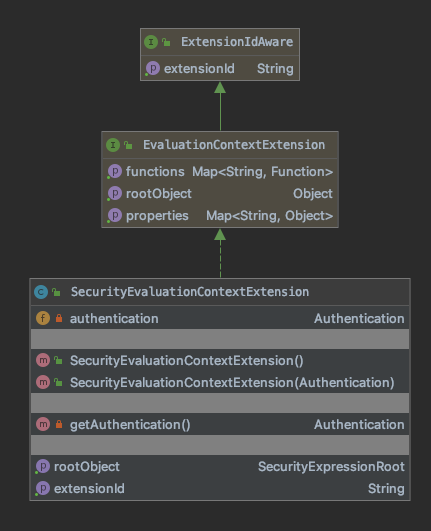 ExtensionIdAware
extensionId String
EvaluationContextExtension
functions Map<String, Function>
rootObject Object
properties Map<String, Object>
SecurityEvaluationContextExtension
authentication Authentication
SecurityEvaluationContextExtension()
SecurityEvaluationContextExtension(Authentication)
getAuthentication() Authentication
rootObject SecurityExpressionRoot
extensionId String